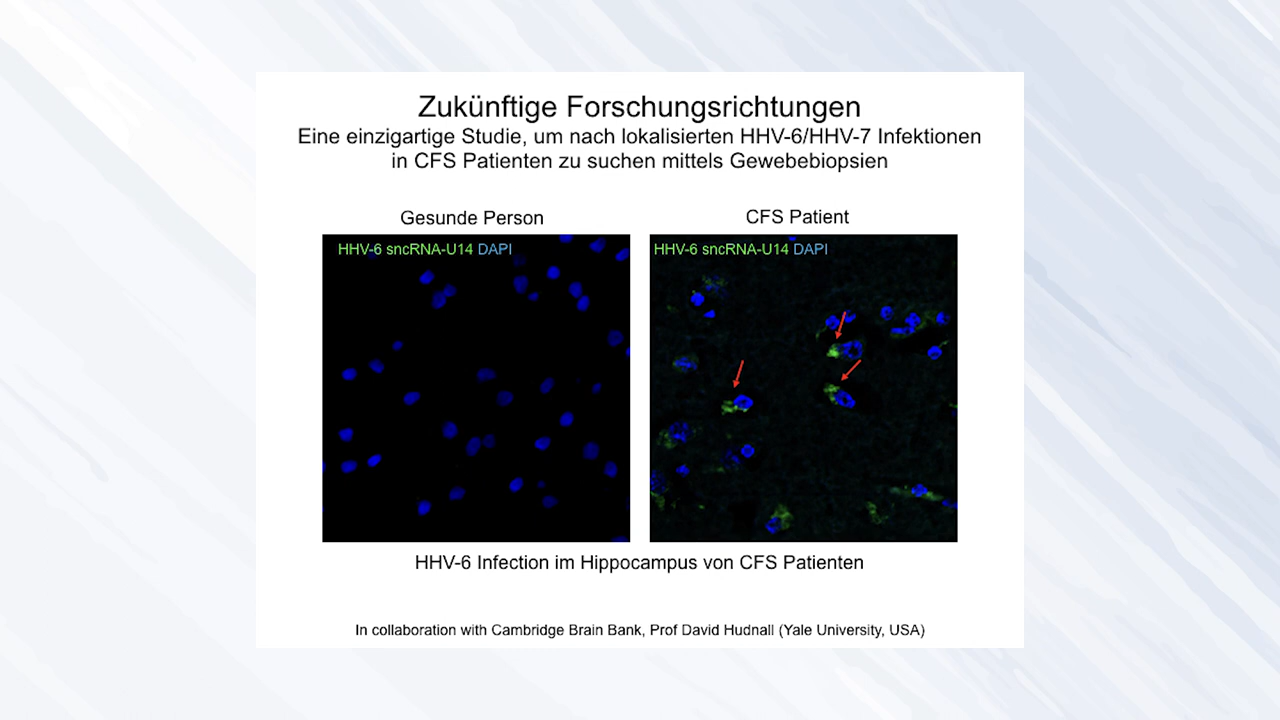 Zukünftige Forschungsrichtungen
Eine einzigartige Studie, um nach lokalisierten HHV-6/HHV-7 Infektionen
in CFS Patienten zu suchen mittels Gewebebiopsien
Gesunde Person
CFS Patient
HHV-6 sncRNA-U14 DAPI
HHV-6 sncRNA-U14 DAPI
HHV-6 Infection im Hippocampus von CFS Patienten
In collaboration with Cambridge Brain Bank, Prof David Hudnall (Yale University, USA)